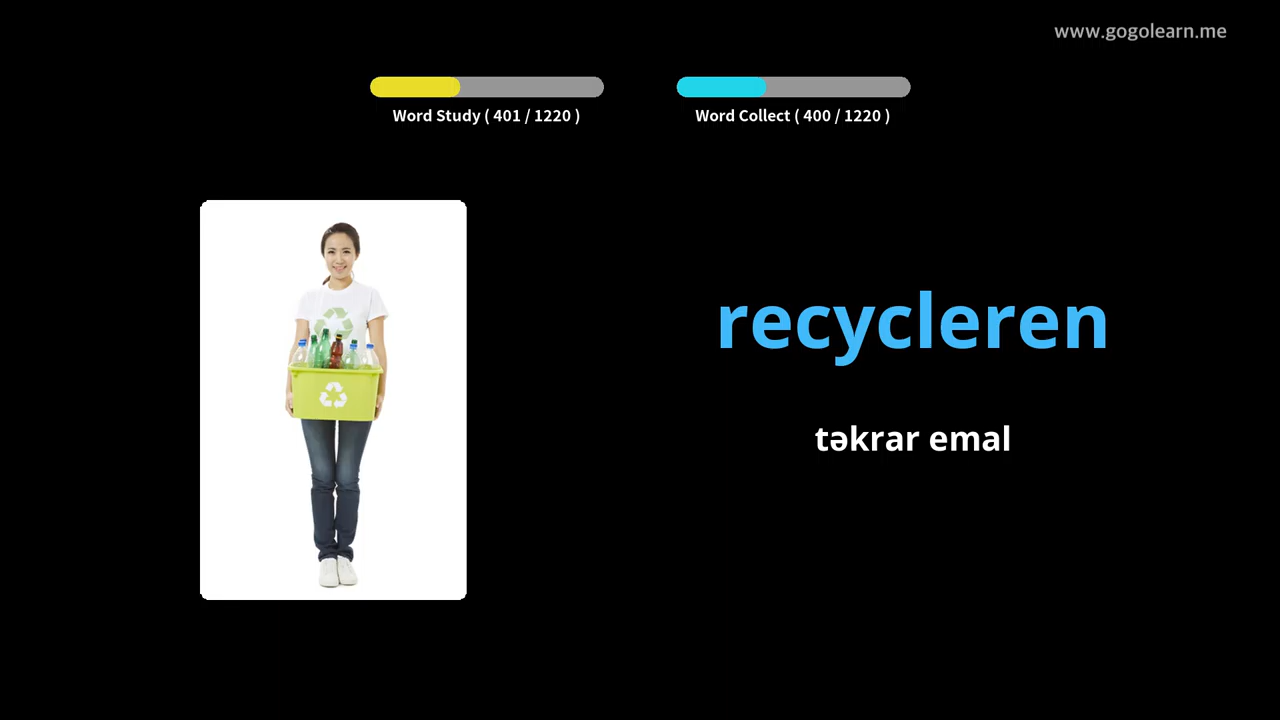 www.gogolearn.me
Word Study ( 401 / 1220 )
Word Collect ( 400 / 1220 )
recycleren
təkrar emal